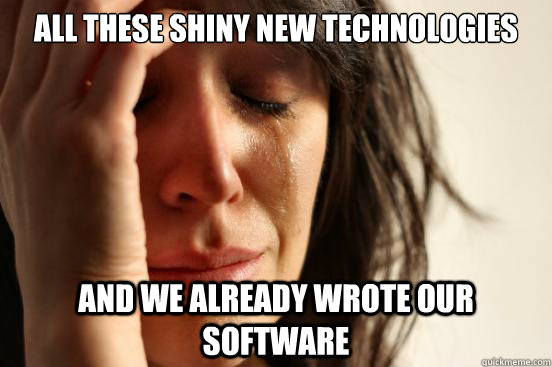 ALL THESE SHINY NEW TECHNOLOGIES
AND WE ALREADY WROTE OUR
SOFTWARE
quickmeme.com